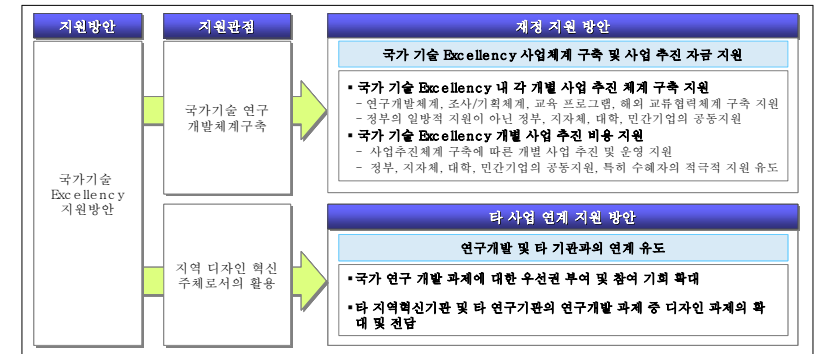 지원방안
지원관점
재정 지원 방안
국가기술
Excellency
지원방안
국가기술 연구
개발체계구축
국가 기술 Excellency 사업체계 구축 및 사업 추진 자금 지원
▪ 국가 기술 Excellency 내 각 개별 사업 추진 체계 구축 지원
- 연구개발체계, 조사/기획체계, 교육 프로그램, 해외 교류협력체계 구축 지원
- 정부의 일방적 지원이 아닌 정부, 지자체, 대학, 민간기업의 공동지원
▪ 국가 기술 Excellency 개별 사업 추진 비용 지원
- 사업추진체계 구축에 따른 개별 사업 추진 및 운영 지원
- 정부, 지자체, 대학, 민간기업의 공동지원, 특히 수혜자의 적극적 지원 유도
지역 디자인 혁신
주체로서의 활용
타 사업 연계 지원 방안
연구개발 및 타 기관과의 연계 유도
▪국가 연구 개발 과제에 대한 우선권 부여 및 참여 기회 확대
▪타 지역혁신기관 및 타 연구기관의 연구개발 과제 중 디자인 과제의 확
대 및 전담